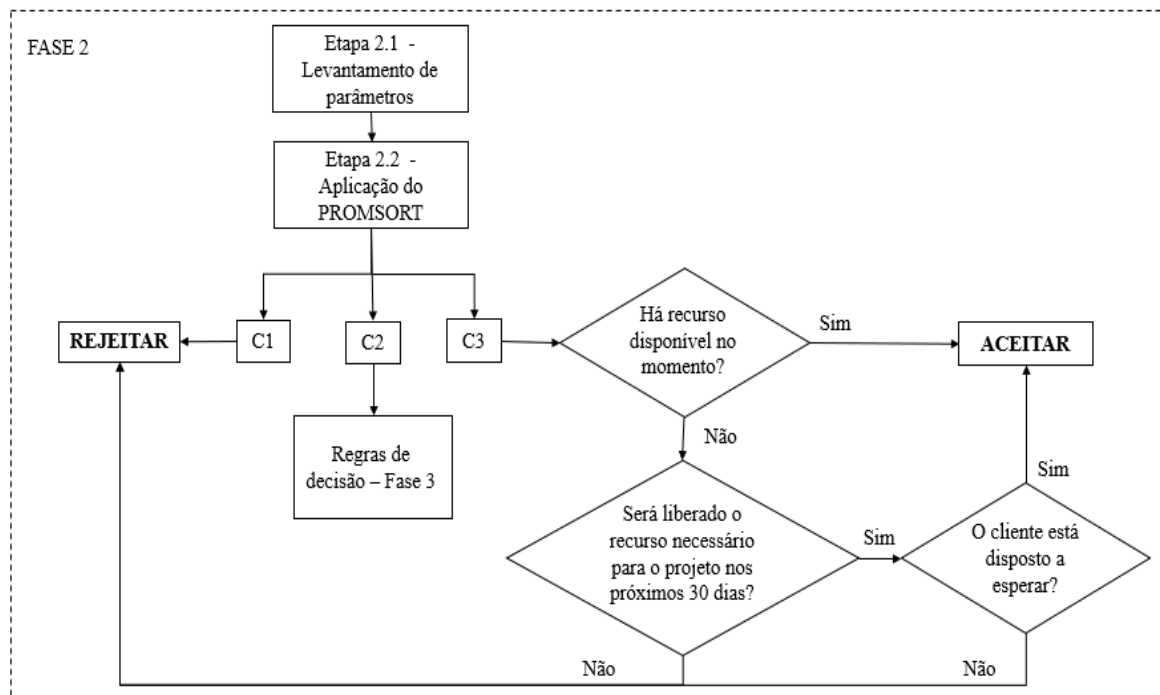 FASE 2
Etapa 2.1 -
Levantamento de
parâmetros
Etapa 2.2 -
Aplicação do
PROMSORT
REJEITAR
C1
C2
C3
Há recurso
disponível no
momento?
Sim
ACEITAR
Não
Regras de
decisão – Fase 3
Será liberado o
recurso necessário
para o projeto nos
próximos 30 dias?
Sim
O cliente está
disposto a
esperar?
Sim
Não
Não